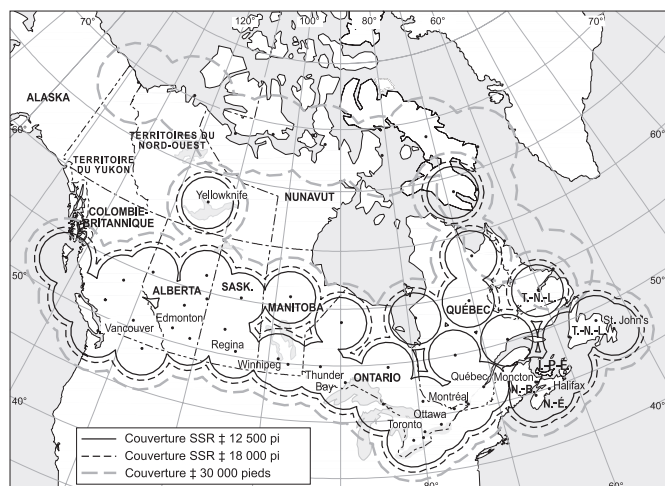 120°
110°
100°
80°
60°
70°
70°
ALASKA
60°
TERRITOIRES DU
NORD-OUEST
TERRITOIRE
DU YUKON
60°
Yellowknife
NUNAVUT
COLOMBIE-
BRITANNIQUE
50°
50°
ALBERTA
SASK.
MANITOBA
QUÉBEC
T.-N.-L.
T.-N.-L.
St. John's
Vancouver
Edmonton
Regina
Winnipeg
Thunder
Bay
ONTARIO
Québec
Moncton
Î.-P.-É.
N.-B.
Halifax
N.-É.
Montréal
Ottawa
Toronto
40°
40°
80°
Couverture SSR ‡ 12 500 pi
Couverture SSR ‡ 18 000 pi
Couverture ‡ 30 000 pieds